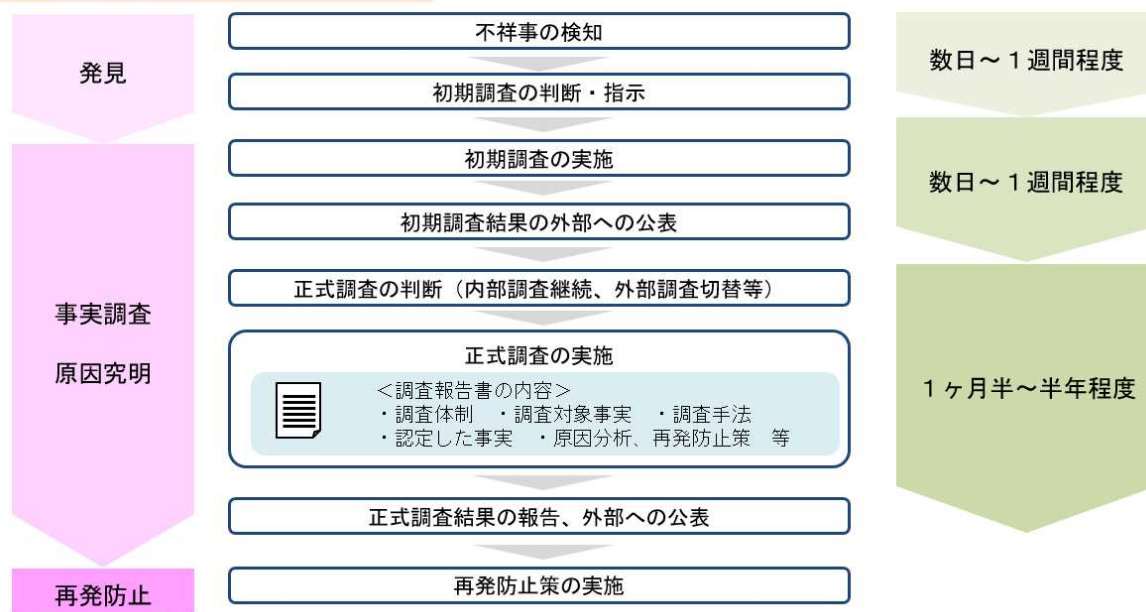 発見
事実調査
原因究明
再発防止
不祥事の検知
初期調査の判断・指示
初期調査の実施
初期調査結果の外部への公表
正式調査の判断（内部調査継続、外部調査切替等）
正式調査の実施
＜調査報告書の内容＞
・調査体制　・調査対象事実　・調査手法
・認定した事実　・原因分析、再発防止策　等
正式調査結果の報告、外部への公表
再発防止策の実施
数日～１週間程度
数日～１週間程度
１ヶ月半～半年程度